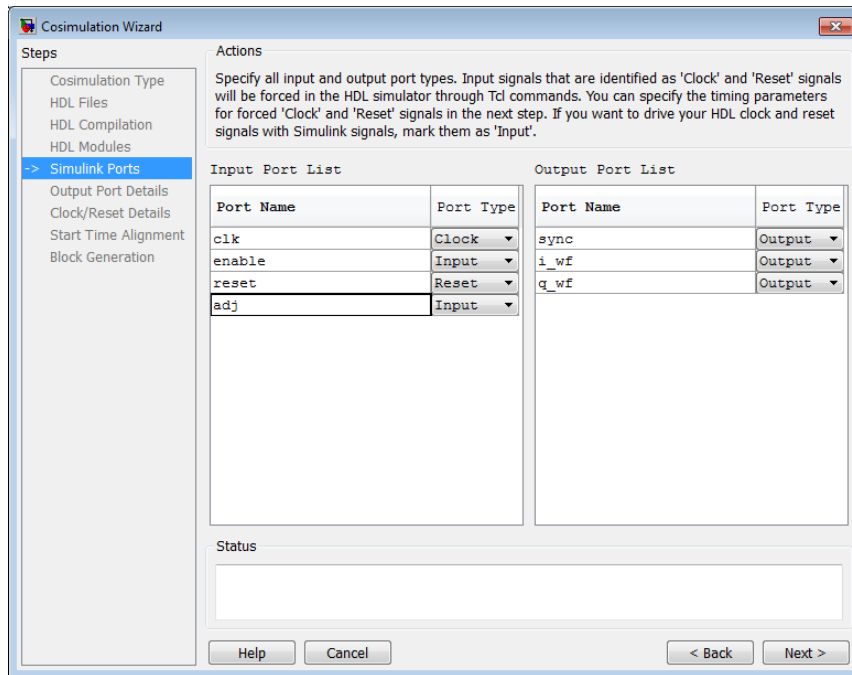 Cosimulation Wizard
Steps
Cosimulation Type
HDL Files
HDL Compilation
HDL Modules
-> Simulink Ports
Output Port Details
Clock/Reset Details
Start Time Alignment
Block Generation
Actions
Specify all input and output port types. Input signals that are identified as 'Clock' and 'Reset' signals
will be forced in the HDL simulator through Tcl commands. You can specify the timing parameters
for forced 'Clock' and 'Reset' signals in the next step. If you want to drive your HDL clock and reset
signals with Simulink signals, mark them as 'Input'.
Input Port List
Port Name Port Type
clk Clock
enable Input
reset Reset
adj Input
Output Port List
Port Name Port Type
sync Output
i_wf Output
q_wf Output
Status
Help Cancel < Back Next >